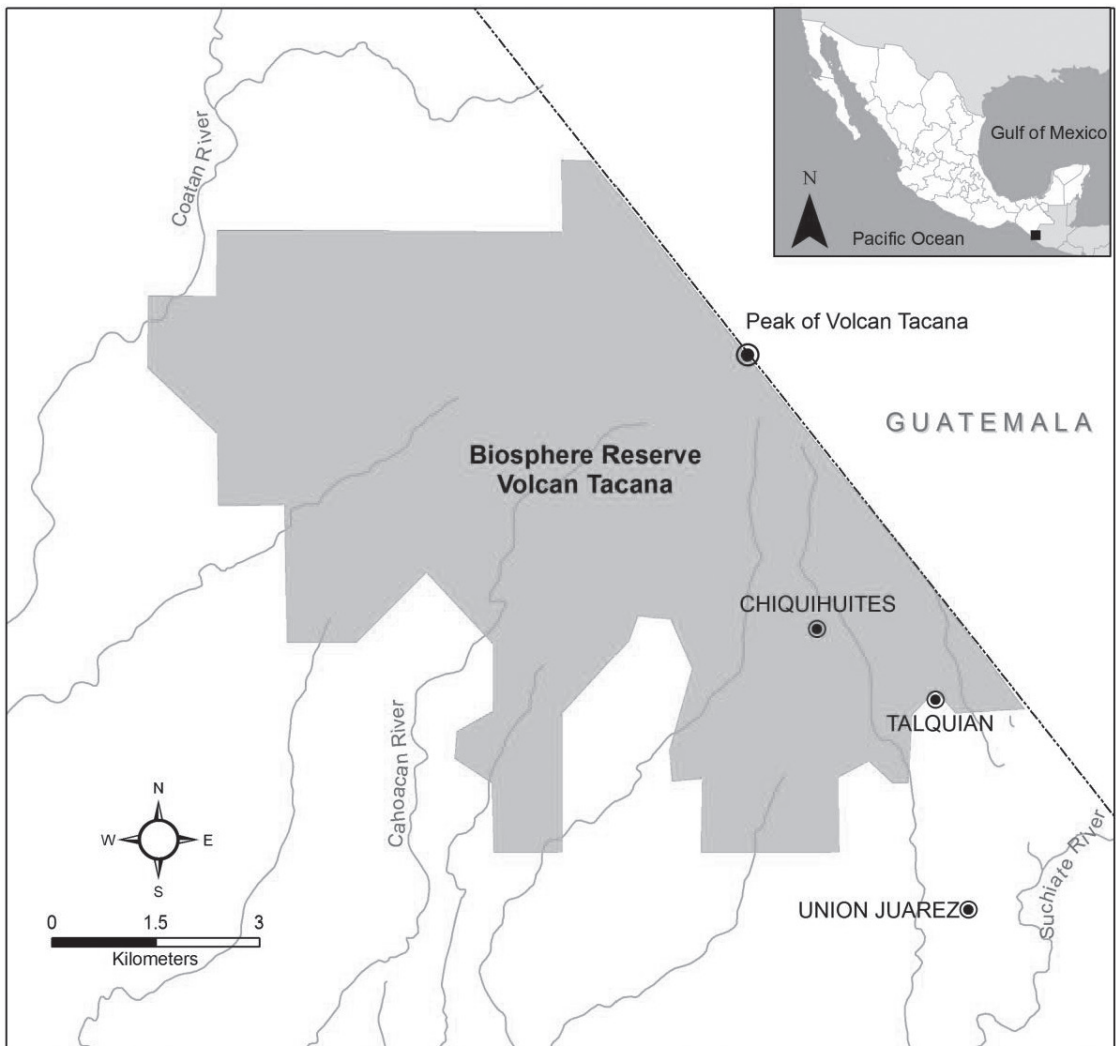 Gulf of Mexico
N
Pacific Ocean
Coatan River
Peak of Volcan Tacana
GUATEMALA
Biosphere Reserve
Volcan Tacana
CHIQUIHUITES
TALQUIAN
Cahoacan River
N
W E
S
Suchiate River
UNION JUAREZ
0 1.5 3
Kilometers